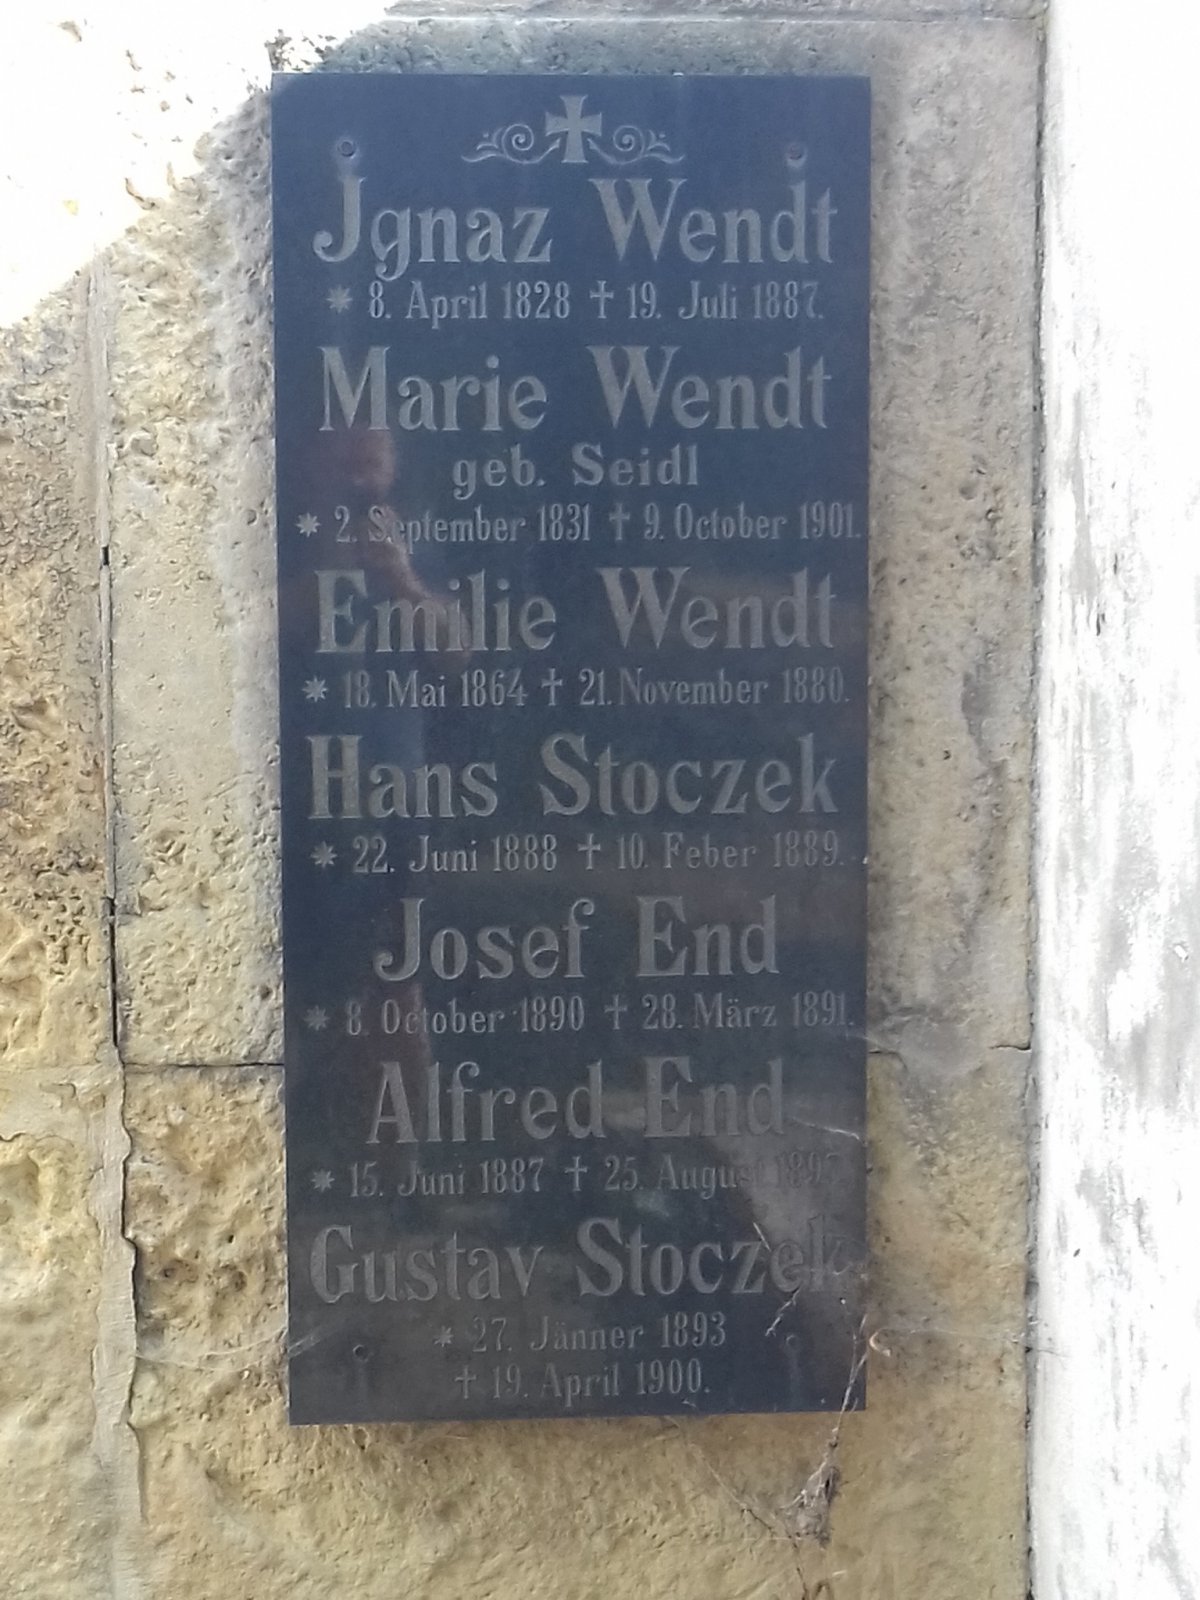 Jgnaz Wendt
* 8. April 1828 † 19. Juli 1887.
Marie Wendt
geb. Seidl
* 2. September 1831 † 9. October 1901.
Emilie Wendt
* 18. Mai 1864 † 21. November 1880.
Hans Stoczek
* 22. Juni 1888 † 10. Feber 1889.
Josef End
* 8. October 1890 † 28. März 1891.
Alfred End
* 15. Juni 1887 † 25. August
Gustav Stoczek
* 27. Jänner 1893
† 19. April 1900.